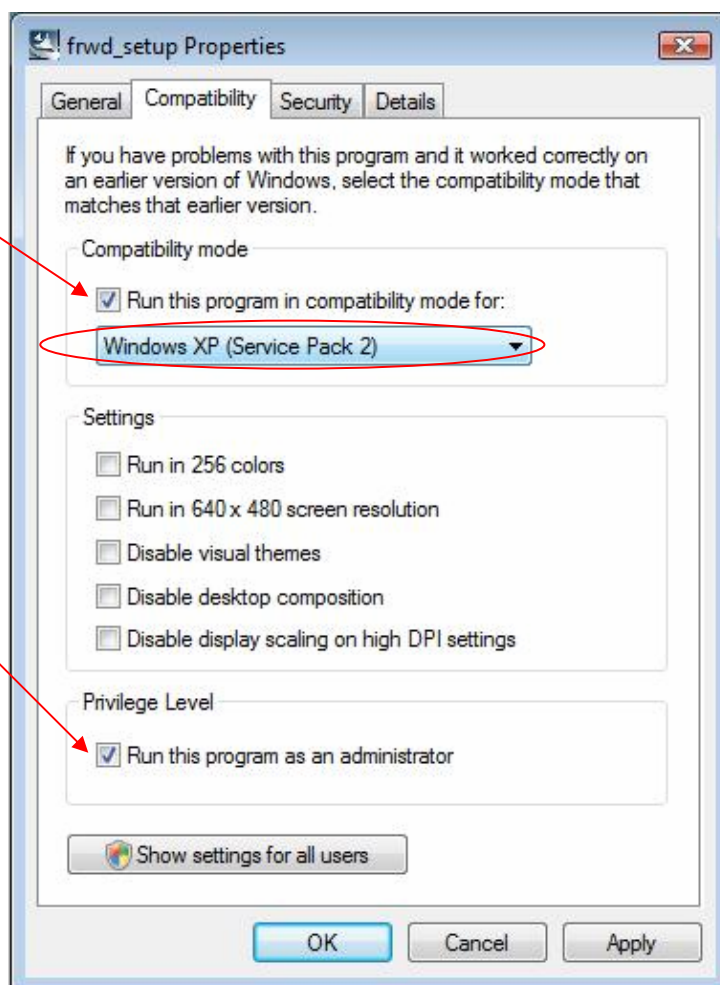 frwd_setup Properties
General Compatibility Security Details
If you have problems with this program and it worked correctly on
an earlier version of Windows, select the compatibility mode that
matches that earlier version.
Compatibility mode
Run this program in compatibility mode for:
Windows XP (Service Pack 2)
Settings
Run in 256 colors
Run in 640 x 480 screen resolution
Disable visual themes
Disable desktop composition
Disable display scaling on high DPI settings
Privilege Level
Run this program as an administrator
Show settings for all users
OK Cancel Apply